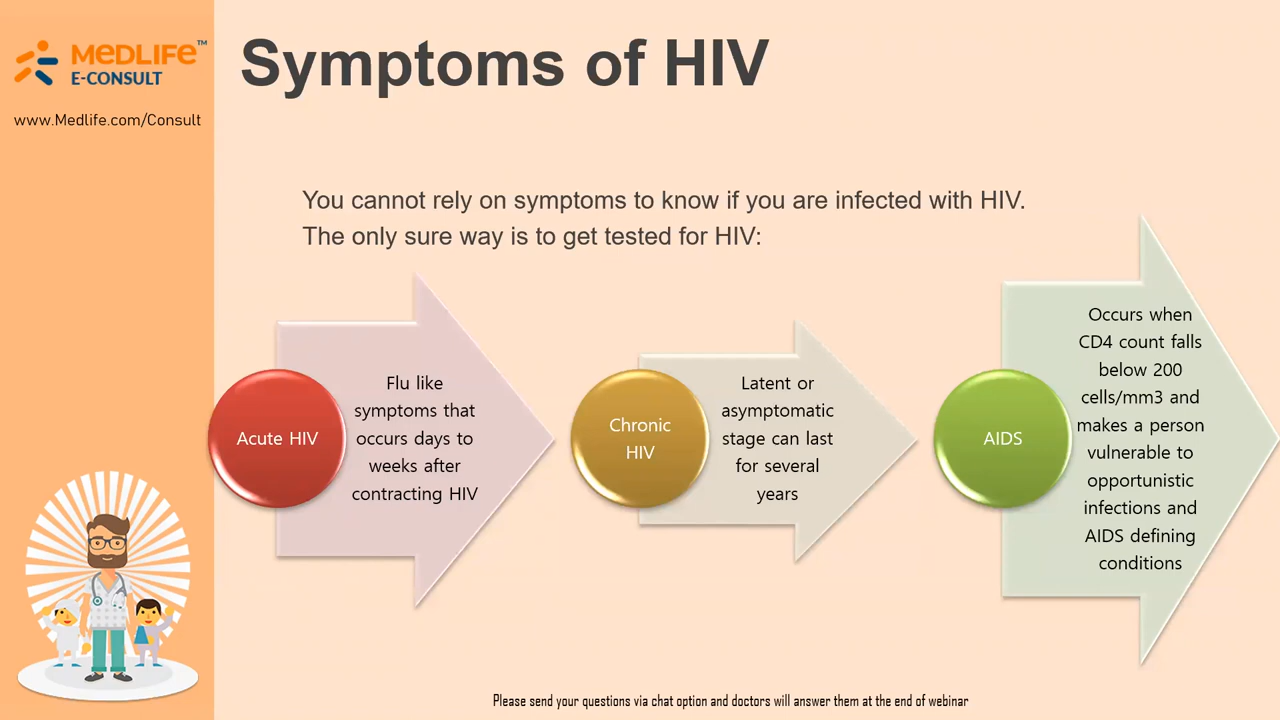 MEDLIFE™
E-CONSULT
www.Medlife.com/Consult
Symptoms of HIV
You cannot rely on symptoms to know if you are infected with HIV.
The only sure way is to get tested for HIV:
Acute HIV
Flu like
symptoms that
occurs days to
weeks after
contracting HIV
Chronic
HIV
Latent or
asymptomatic
stage can last
for several
years
AIDS
Occurs when
CD4 count falls
below 200
cells/mm3 and
makes a person
vulnerable to
opportunistic
infections and
AIDS defining
conditions
Please send your questions via chat option and doctors will answer them at the end of webinar